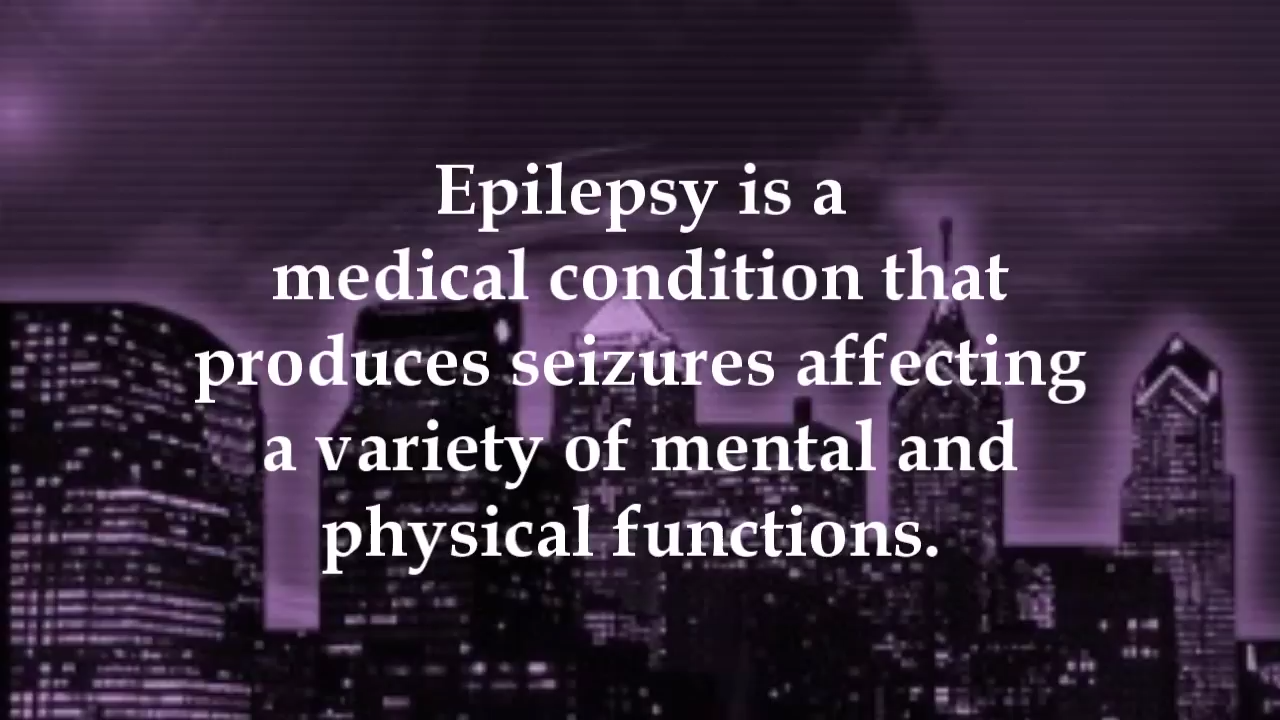 Epilepsy is a
medical condition that
produces seizures affecting
a variety of mental and
physical functions.